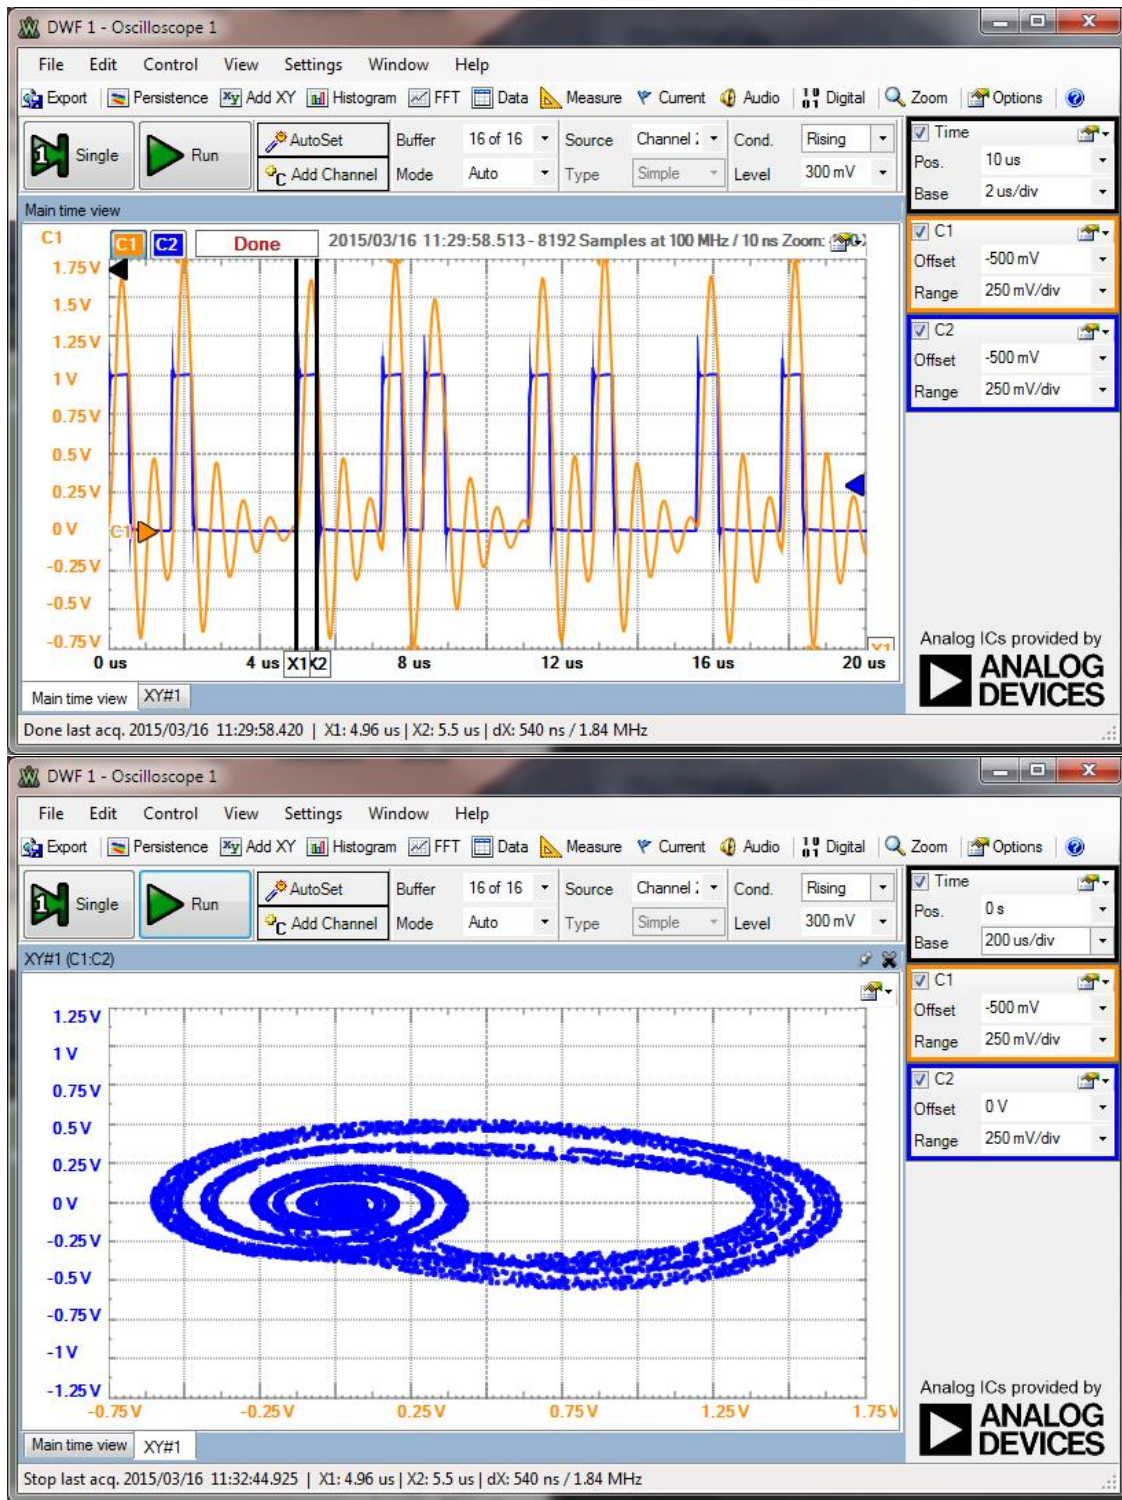 DWF 1 - Oscilloscope 1
File Edit Control View Settings Window Help
Export Persistence Add XY Histogram FFT Data Measure Current Audio Digital Zoom Options
Single Run AutoSet Buffer 16 of 16 Source Channel Cond. Rising
Add Channel Mode Auto Type Simple Level 300 mV
Time
Pos. 10 us
Base 2 us/div
Main time view
C1 C1 C2 Done 2015/03/16 11:29:58.513 - 8192 Samples at 100 MHz / 10 ns Zoom:
C1
Offset -500 mV
Range 250 mV/div
C2
Offset -500 mV
Range 250 mV/div
1.75 V
1.5 V
1.25 V
1 V
0.75 V
0.5 V
0.25 V
0 V C1
-0.25 V
-0.5 V
-0.75 V
X1
0 us 4 us X1 X2 8 us 12 us 16 us 20 us
Analog ICs provided by
ANALOG
DEVICES
Main time view XY#1
Done last acq. 2015/03/16 11:29:58.420 | X1: 4.96 us | X2: 5.5 us | dX: 540 ns / 1.84 MHz
DWF 1 - Oscilloscope 1
File Edit Control View Settings Window Help
Export Persistence Add XY Histogram FFT Data Measure Current Audio Digital Zoom Options
Single Run AutoSet Buffer 16 of 16 Source Channel Cond. Rising
Add Channel Mode Auto Type Simple Level 300 mV
Time
Pos. 0 s
Base 200 us/div
XY#1 (C1:C2)
C1
Offset -500 mV
Range 250 mV/div
C2
Offset 0 V
Range 250 mV/div
1.25 V
1 V
0.75 V
0.5 V
0.25 V
0 V
-0.25 V
-0.5 V
-0.75 V
-1 V
-1.25 V
-0.75 V -0.25 V 0.25 V 0.75 V 1.25 V 1.75 V
Analog ICs provided by
ANALOG
DEVICES
Main time view XY#1
Stop last acq. 2015/03/16 11:32:44.925 | X1: 4.96 us | X2: 5.5 us | dX: 540 ns / 1.84 MHz